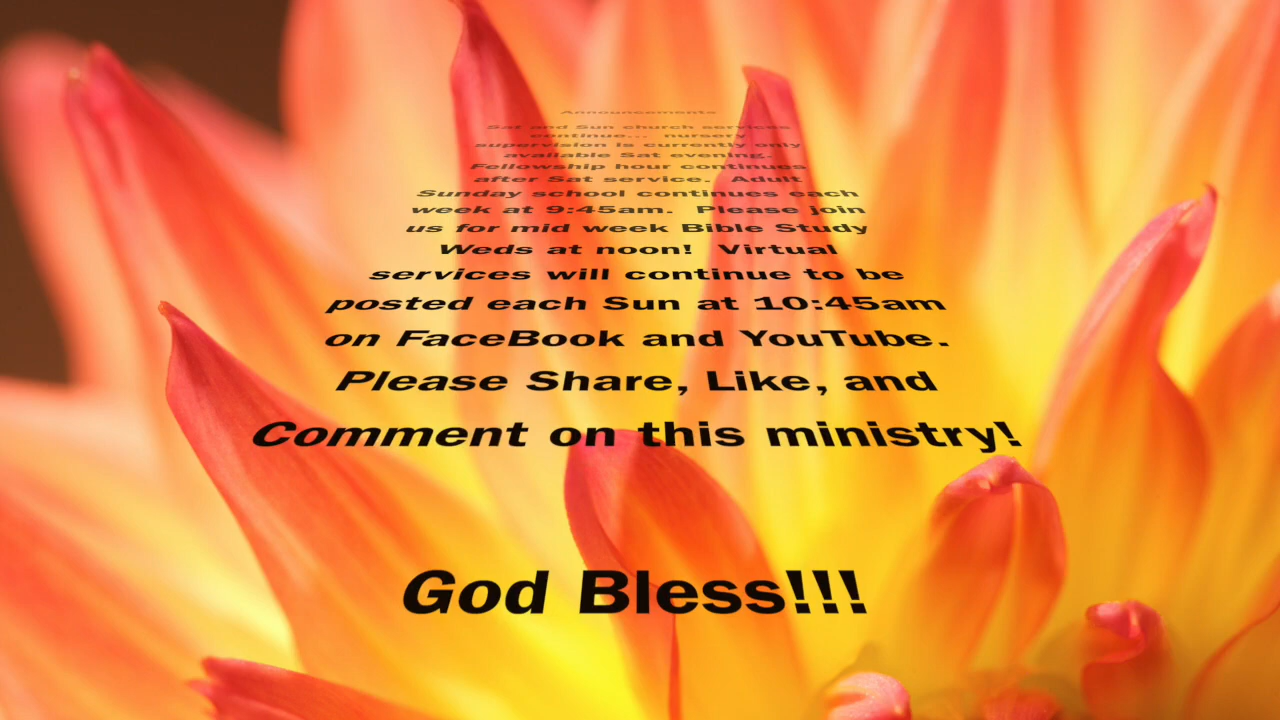 Announcements
Sat and Sun church services
continue... nursery
supervision is currently only
available Sat evening.
Fellowship hour continues
after Sat service. Adult
Sunday school continues each
week at 9:45am. Please join
us for mid week Bible Study
Weds at noon! Virtual
services will continue to be
posted each Sun at 10:45am
on FaceBook and YouTube.
Please Share, Like, and
Comment on this ministry!
God Bless!!!